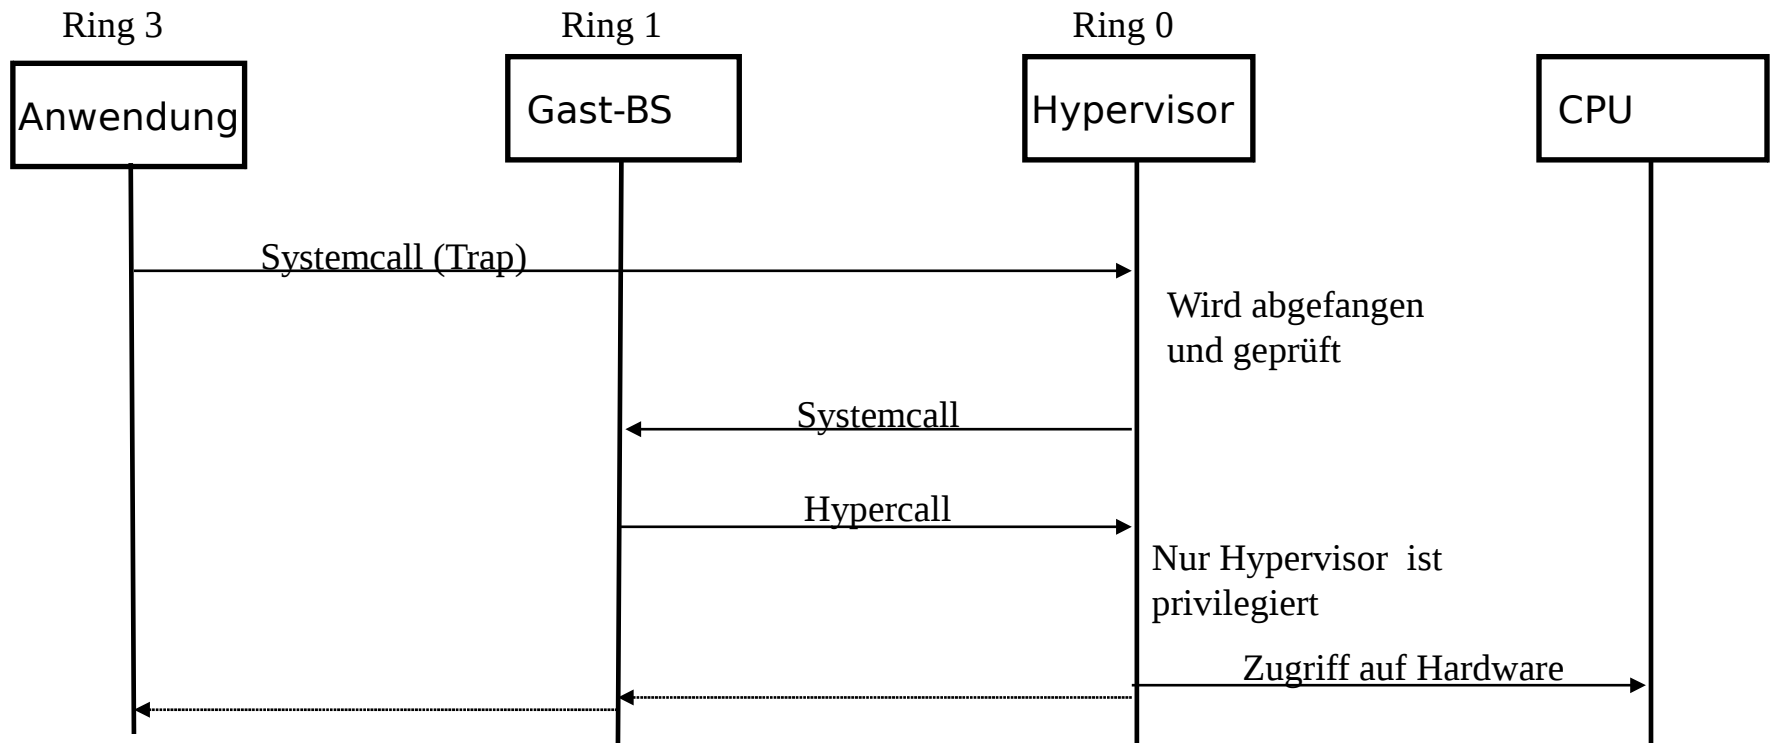 Ring 3
Ring 1
Ring 0
Anwendung
Gast-BS
Hypervisor
CPU
Systemcall (Trap)
Wird abgefangen
und geprüft
Systemcall
Hypercall
Nur Hypervisor ist
privilegiert
Zugriff auf Hardware